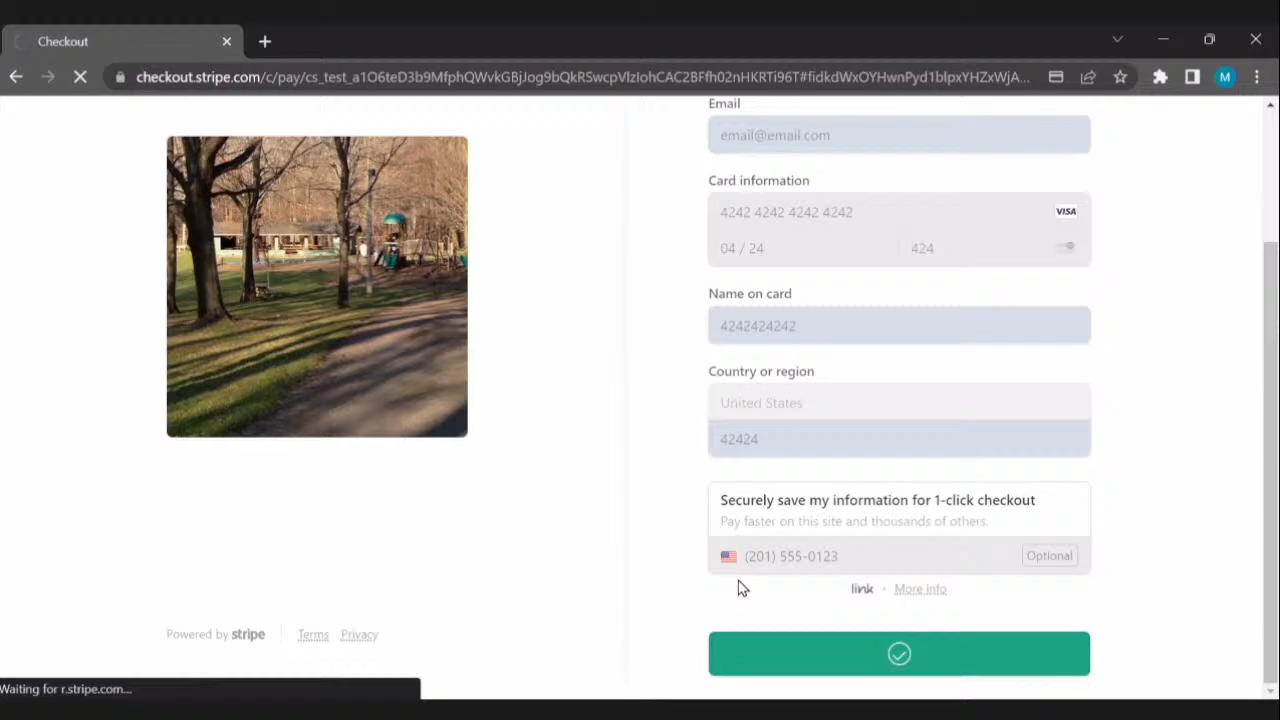 Checkout
checkout.stripe.com/c/pay/cs_test_a1O6teD3b9MfphQWvkGBjJog9bQkRSwcpVlzIohCAC2BFfh02nHKRTi96T#fidkdWxOYHwnPyd1blpxYHZxWjA...
M
Email
email@email.com
Card information
4242 4242 4242 4242
VISA
04 / 24
424
Name on card
4242424242
Country or region
United States
42424
Securely save my information for 1-click checkout
Pay faster on this site and thousands of others.
(201) 555-0123
Optional
link · More info
Powered by stripe
Terms
Privacy
Waiting for r.stripe.com...